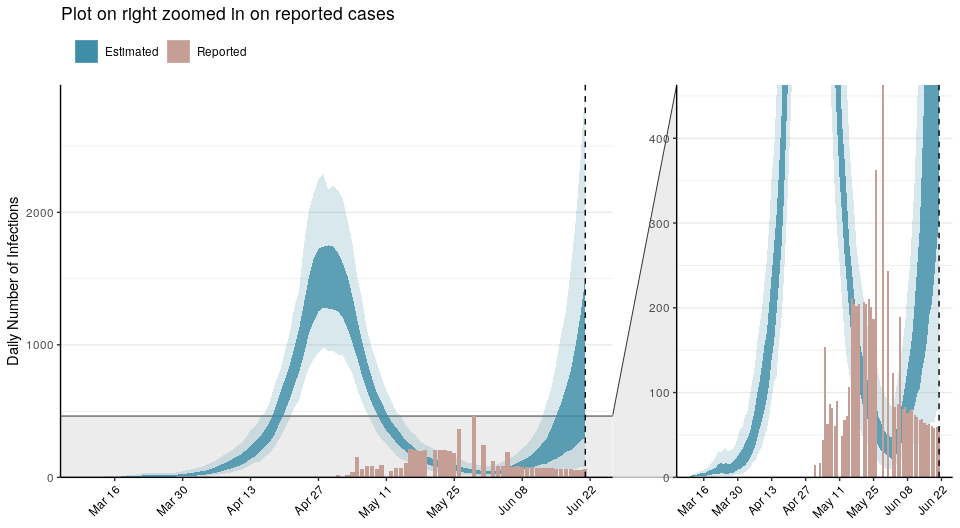 Plot on right zoomed in on reported cases
Estimated Reported
Daily Number of Infections
2000
1000
0
Mar 16 Mar 30 Apr 13 Apr 27 May 11 May 25 Jun 08 Jun 22
400
300
200
100
0
Mar 16 Mar 30 Apr 13 Apr 27 May 11 May 25 Jun 08 Jun 22